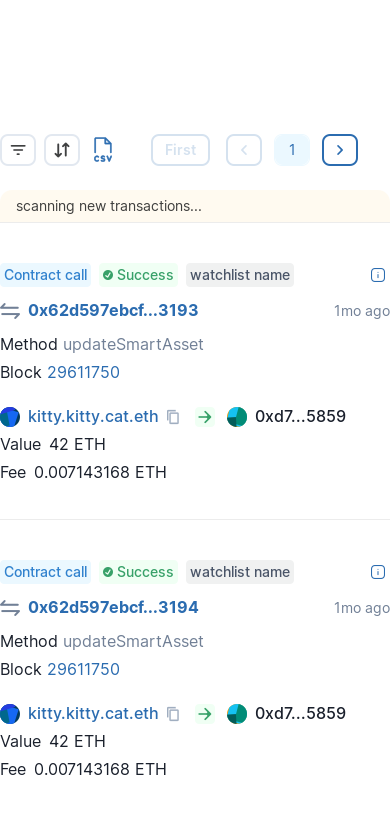 CSV
First
1
scanning new transactions...
Contract call Success watchlist name
0x62d597ebcf...3193 1mo ago
Method updateSmartAsset
Block 29611750
kitty.kitty.cat.eth 0xd7...5859
Value 42 ETH
Fee 0.007143168 ETH
Contract call Success watchlist name
0x62d597ebcf...3194 1mo ago
Method updateSmartAsset
Block 29611750
kitty.kitty.cat.eth 0xd7...5859
Value 42 ETH
Fee 0.007143168 ETH